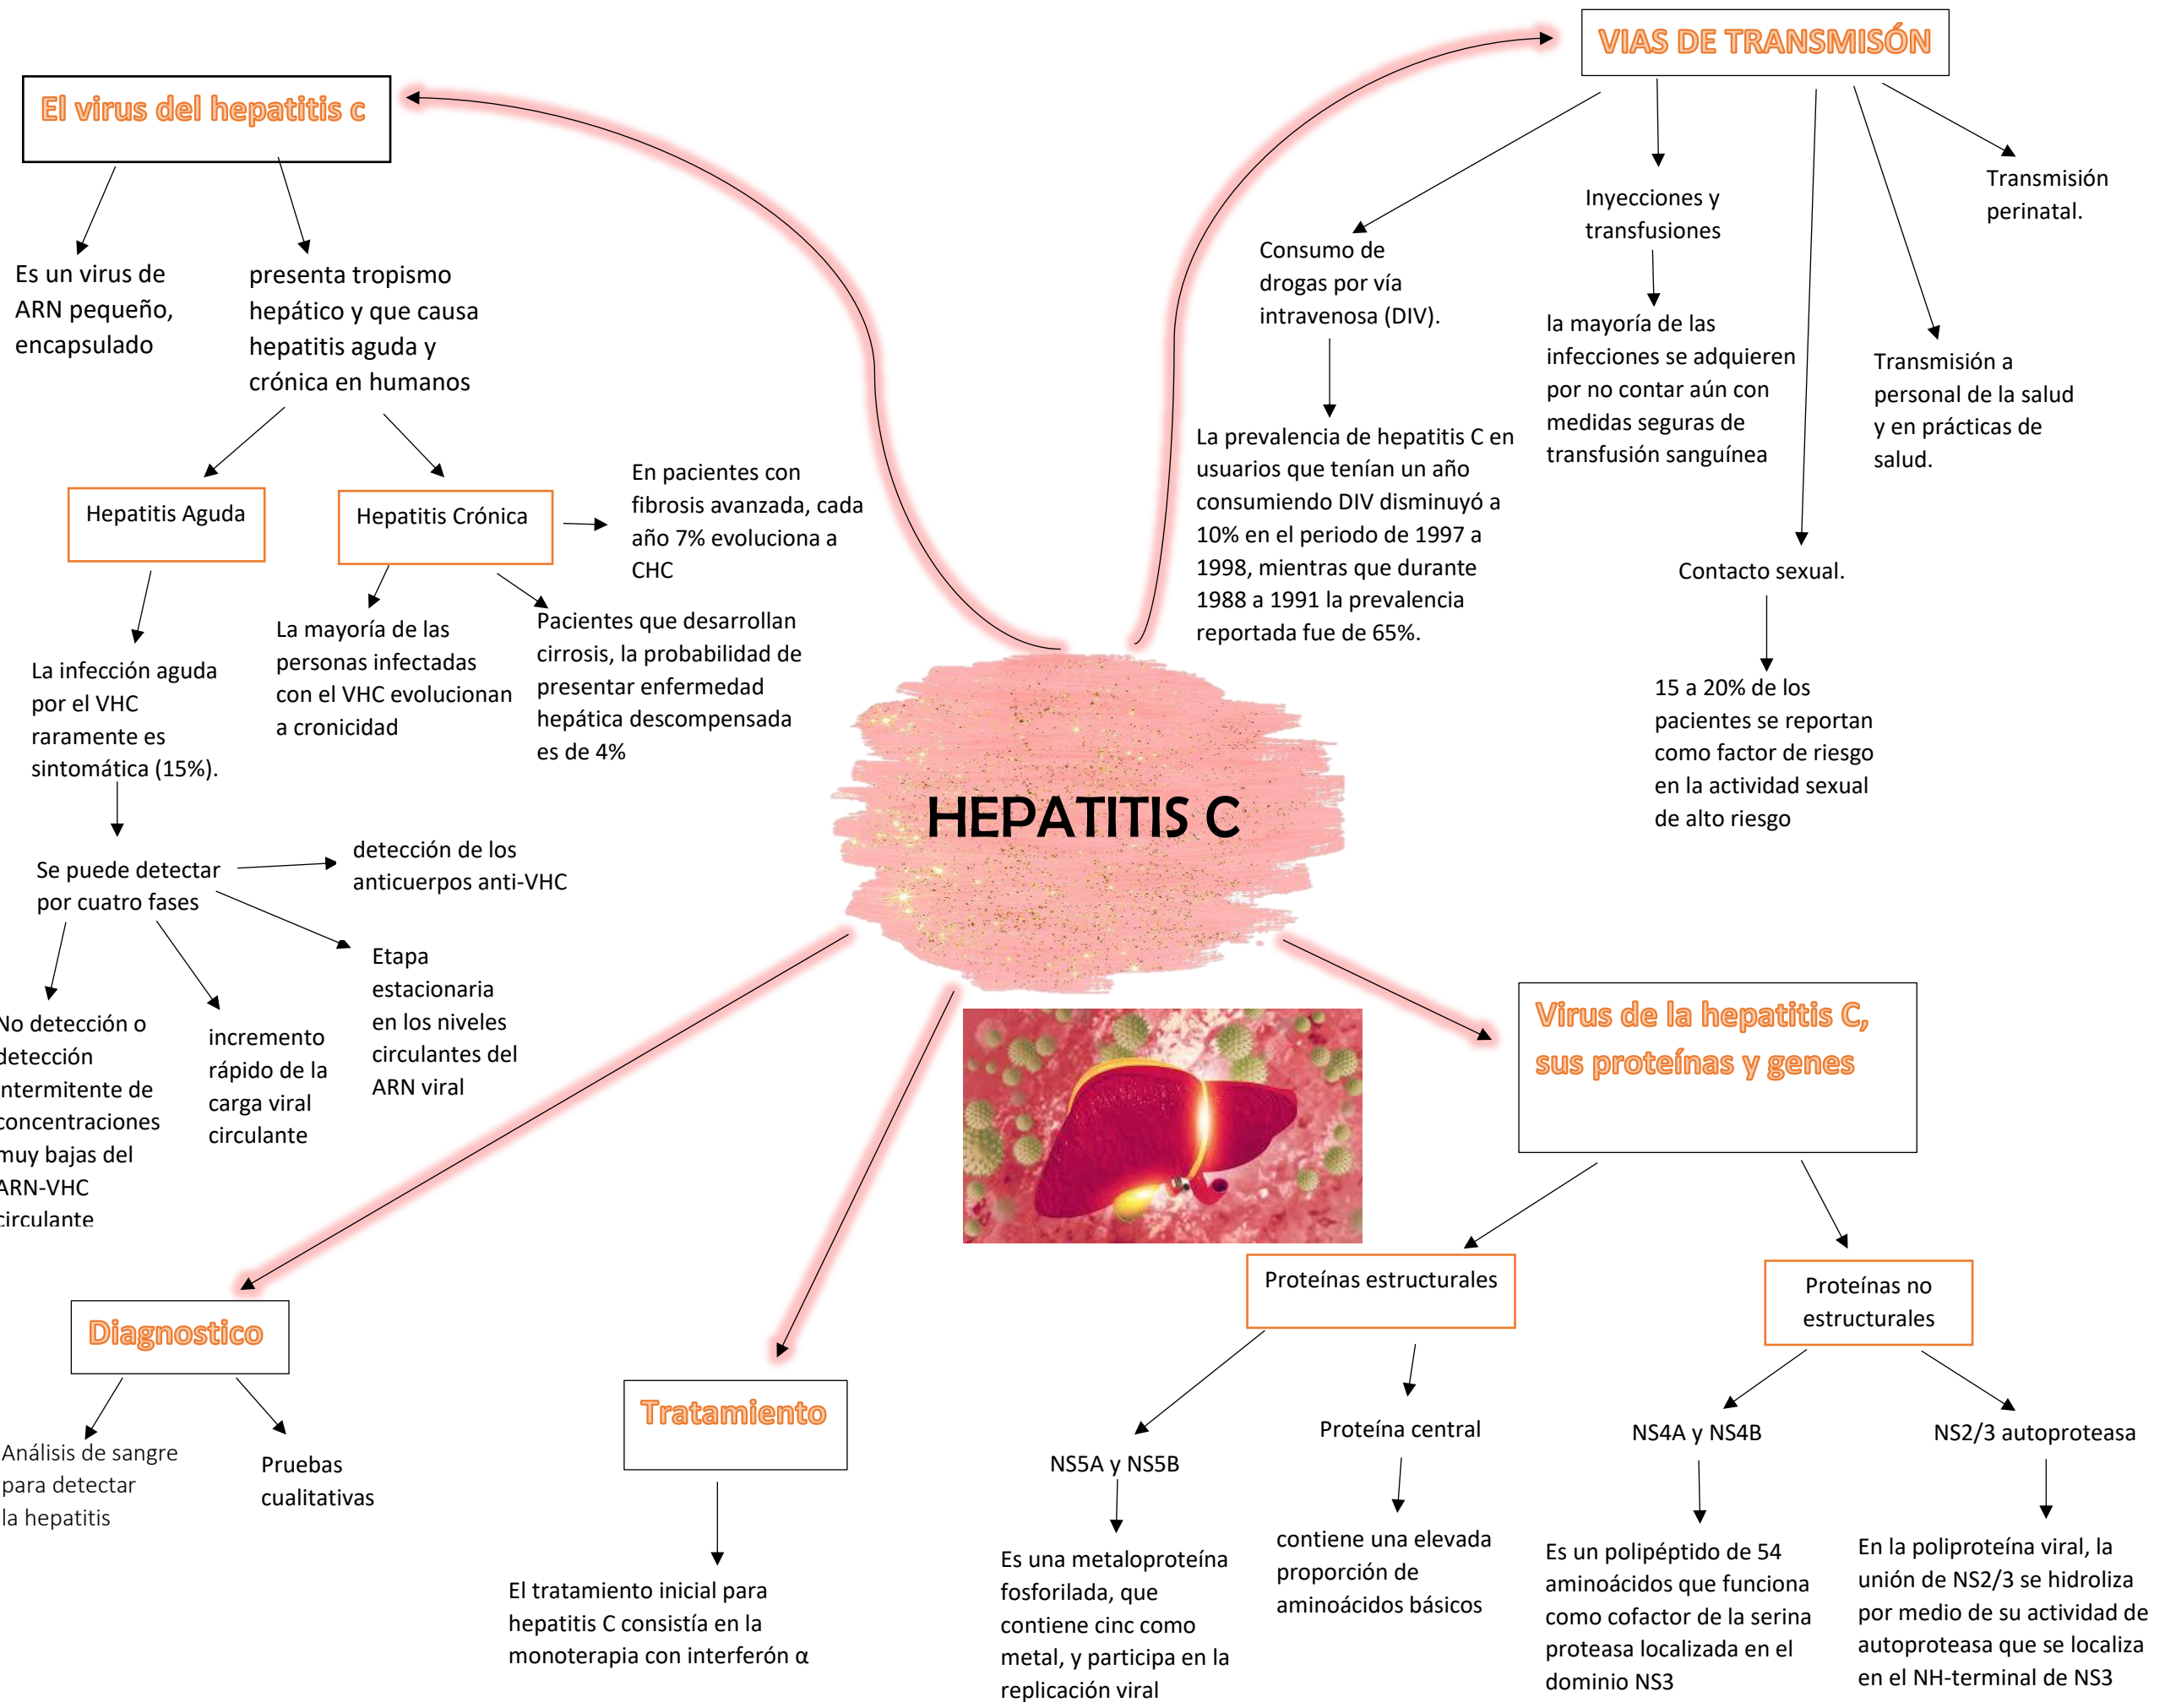 El virus del hepatitis c
Es un virus de
ARN pequeño,
encapsulado
presenta tropismo
hepático y que causa
hepatitis aguda y
crónica en humanos
Hepatitis Aguda
Hepatitis Crónica
En pacientes con
fibrosis avanzada, cada
año 7% evoluciona a
CHC
La infección aguda
por el VHC
raramente es
sintomática (15%).
La mayoría de las
personas infectadas
con el VHC evolucionan
a cronicidad
Pacientes que desarrollan
cirrosis, la probabilidad de
presentar enfermedad
hepática descompensada
es de 4%
Se puede detectar
por cuatro fases
detección de los
anticuerpos anti-VHC
No detección o
detección
intermitente de
concentraciones
muy bajas del
ARN-VHC
circulante
incremento
rápido de la
carga viral
circulante
Etapa
estacionaria
en los niveles
circulantes del
ARN viral
VIAS DE TRANSMISÓN
Consumo de
drogas por vía
intravenosa (DIV).
La prevalencia de hepatitis C en
usuarios que tenían un año
consumiendo DIV disminuyó a
10% en el periodo de 1997 a
1998, mientras que durante
1988 a 1991 la prevalencia
reportada fue de 65%.
Inyecciones y
transfusiones
la mayoría de las
infecciones se adquieren
por no contar aún con
medidas seguras de
transfusión sanguínea
Contacto sexual.
15 a 20% de los
pacientes se reportan
como factor de riesgo
en la actividad sexual
de alto riesgo
Transmisión a
personal de la salud
y en prácticas de
salud.
Transmisión
perinatal.
HEPATITIS C
Diagnostico
Análisis de sangre
para detectar
la hepatitis
Pruebas
cualitativas
Tratamiento
El tratamiento inicial para
hepatitis C consistía en la
monoterapia con interferón α
Virus de la hepatitis C,
sus proteínas y genes
Proteínas estructurales
NS5A y NS5B
Es una metaloproteína
fosforilada, que
contiene cinc como
metal, y participa en la
replicación viral
Proteína central
contiene una elevada
proporción de
aminoácidos básicos
Proteínas no
estructurales
NS4A y NS4B
Es un polipéptido de 54
aminoácidos que funciona
como cofactor de la serina
proteasa localizada en el
dominio NS3
NS2/3 autoproteasa
En la poliproteína viral, la
unión de NS2/3 se hidroliza
por medio de su actividad de
autoproteasa que se localiza
en el NH-terminal de NS3